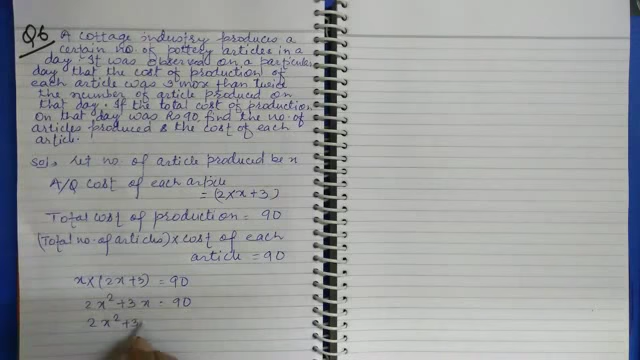 Q6 A cottage industry produces a
certain no. of pottery articles in a
day. It was observed on a particular
day that the cost of production of
each article was 3 more than twice
the number of article produced on
that day. If the total cost of production
on that day was Rs 90, find the no. of
articles produced & the cost of each
article.
Sol. Let no of article produced be x
A/Q cost of each article
= (2×x+3)
Total cost of production = 90
(Total no. of articles) × cost of each
article = 90
x×(2x+3) = 90
2x²+3x = 90
2x²+3